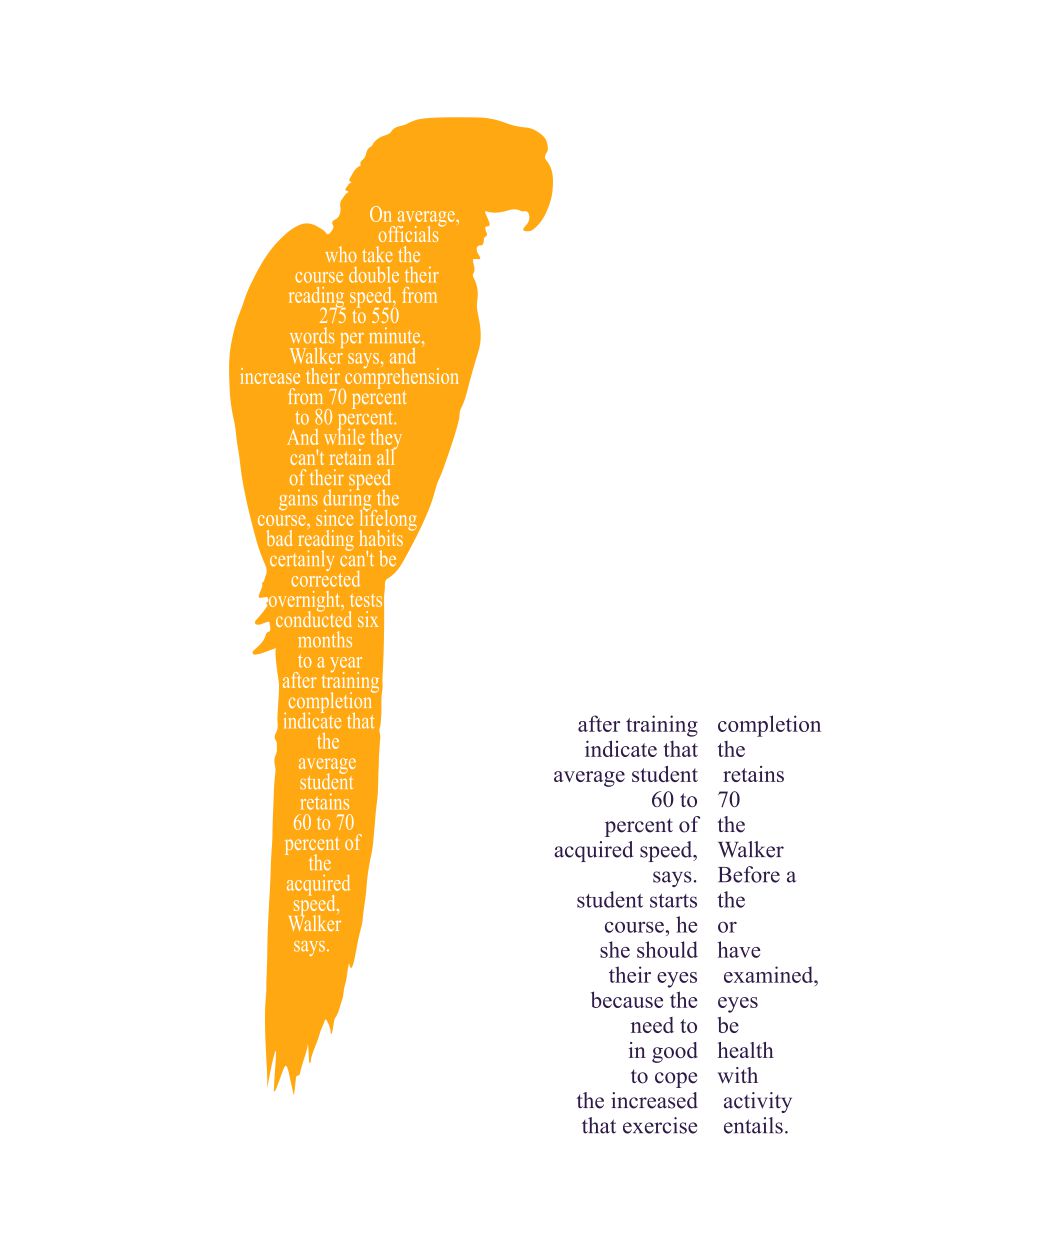 On average,
officials
who take the
course double their
reading speed, from
275 to 550
words per minute,
Walker says, and
increase their comprehension
from 70 percent
to 80 percent.
And while they
can't retain all
of their speed
gains during the
course, since lifelong
bad reading habits
certainly can't be
corrected
overnight, tests
conducted six
months
to a year
after training
completion
indicate that
the
average
student
retains
60 to 70
percent of
the
acquired
speed,
Walker
says.
after training completion
indicate that the
average student retains
60 to 70
percent of the
acquired speed, Walker
says. Before a
student starts the
course, he or
she should have
their eyes examined,
because the eyes
need to be
in good health
to cope with
the increased activity
that exercise entails.